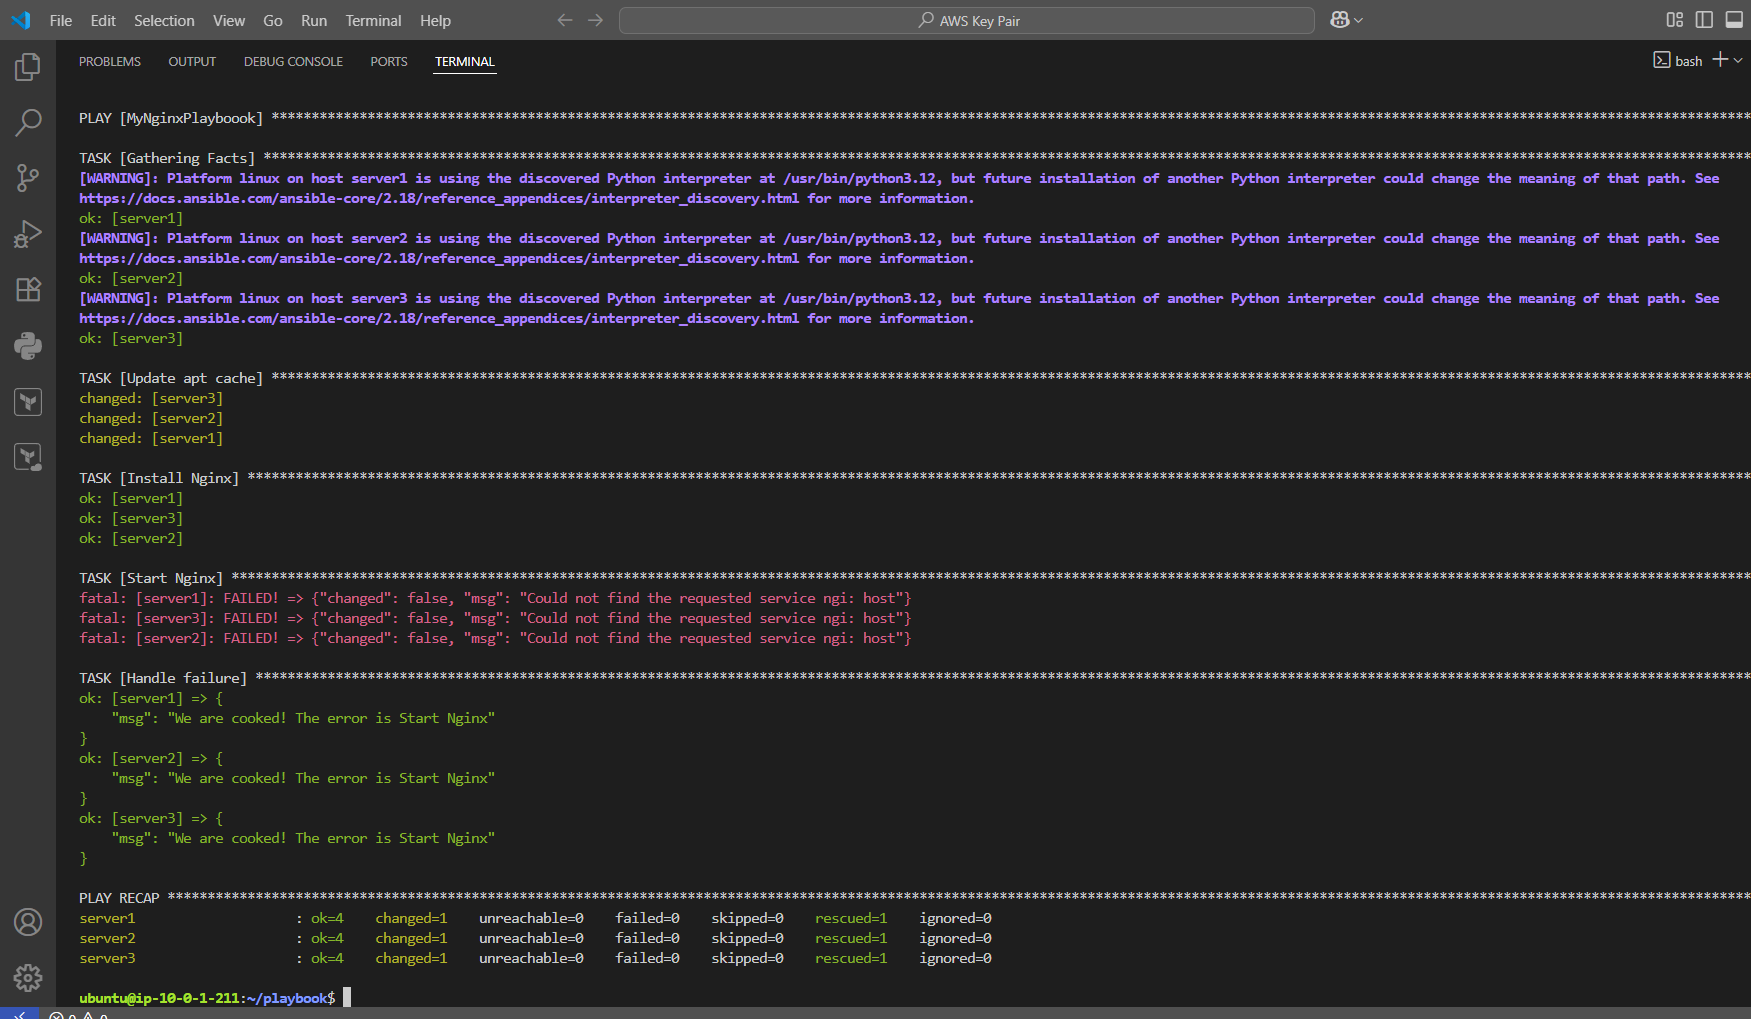 File Edit Selection View Go Run Terminal Help AWS Key Pair
PROBLEMS OUTPUT DEBUG CONSOLE PORTS TERMINAL bash
PLAY [MyNginxPlayboook] ****************************************************************************************************************************************************************************************
TASK [Gathering Facts] *****************************************************************************************************************************************************************************************
[WARNING]: Platform linux on host server1 is using the discovered Python interpreter at /usr/bin/python3.12, but future installation of another Python interpreter could change the meaning of that path. See
https://docs.ansible.com/ansible-core/2.18/reference_appendices/interpreter_discovery.html for more information.
ok: [server1]
[WARNING]: Platform linux on host server2 is using the discovered Python interpreter at /usr/bin/python3.12, but future installation of another Python interpreter could change the meaning of that path. See
https://docs.ansible.com/ansible-core/2.18/reference_appendices/interpreter_discovery.html for more information.
ok: [server2]
[WARNING]: Platform linux on host server3 is using the discovered Python interpreter at /usr/bin/python3.12, but future installation of another Python interpreter could change the meaning of that path. See
https://docs.ansible.com/ansible-core/2.18/reference_appendices/interpreter_discovery.html for more information.
ok: [server3]
TASK [Update apt cache] ****************************************************************************************************************************************************************************************
changed: [server3]
changed: [server2]
changed: [server1]
TASK [Install Nginx] *******************************************************************************************************************************************************************************************
ok: [server1]
ok: [server3]
ok: [server2]
TASK [Start Nginx] *********************************************************************************************************************************************************************************************
fatal: [server1]: FAILED! => {"changed": false, "msg": "Could not find the requested service ngi: host"}
fatal: [server3]: FAILED! => {"changed": false, "msg": "Could not find the requested service ngi: host"}
fatal: [server2]: FAILED! => {"changed": false, "msg": "Could not find the requested service ngi: host"}
TASK [Handle failure] ******************************************************************************************************************************************************************************************
ok: [server1] => {
    "msg": "We are cooked! The error is Start Nginx"
}
ok: [server2] => {
    "msg": "We are cooked! The error is Start Nginx"
}
ok: [server3] => {
    "msg": "We are cooked! The error is Start Nginx"
}
PLAY RECAP *****************************************************************************************************************************************************************************************************
server1                    : ok=4    changed=1    unreachable=0    failed=0    skipped=0    rescued=1    ignored=0
server2                    : ok=4    changed=1    unreachable=0    failed=0    skipped=0    rescued=1    ignored=0
server3                    : ok=4    changed=1    unreachable=0    failed=0    skipped=0    rescued=1    ignored=0
ubuntu@ip-10-0-1-211:~/playbook$